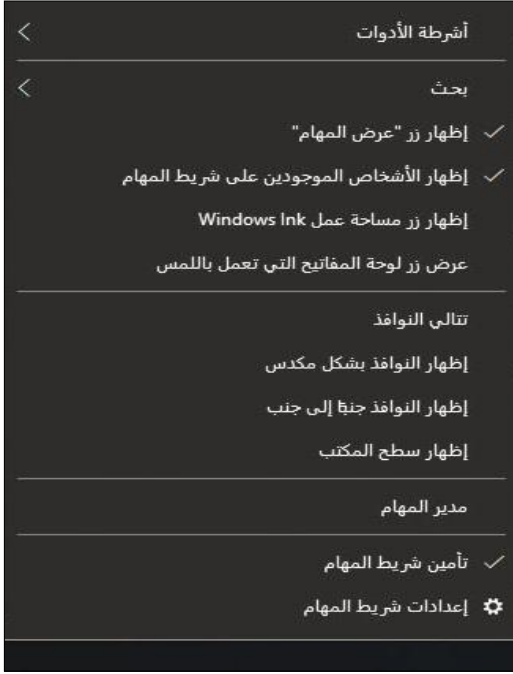 أشرطة الأدوات
بحث
إظهار زر "عرض المهام"
إظهار الأشخاص الموجودين على شريط المهام
إظهار زر مساحة عمل Windows Ink
عرض زر لوحة المفاتيح التي تعمل باللمس
تتالي النوافذ
إظهار النوافذ بشكل مكدس
إظهار النوافذ جنبًا إلى جنب
إظهار سطح المكتب
مدير المهام
تأمين شريط المهام
إعدادات شريط المهام